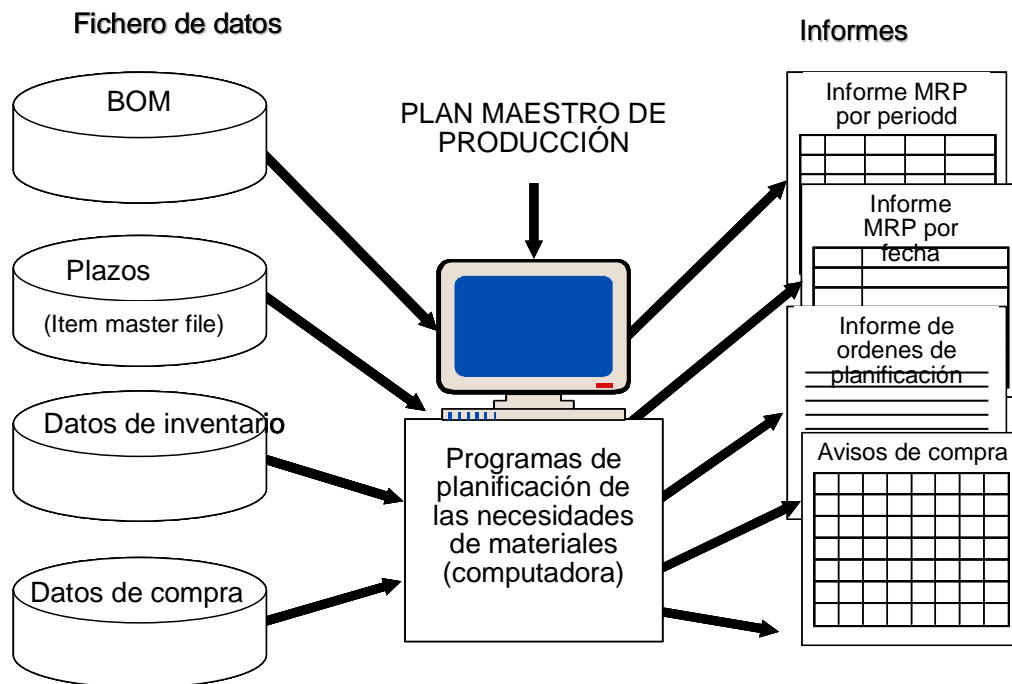 Fichero de datos
BOM
Plazos
(Item master file)
Datos de inventario
Datos de compra
PLAN MAESTRO DE
PRODUCCIÓN
Programas de
planificación de
las necesidades
de materiales
(computadora)
Informes
Informe MRP
por periodd
Informe
MRP por
fecha
Informe de
ordenes de
planificación
Avisos de compra